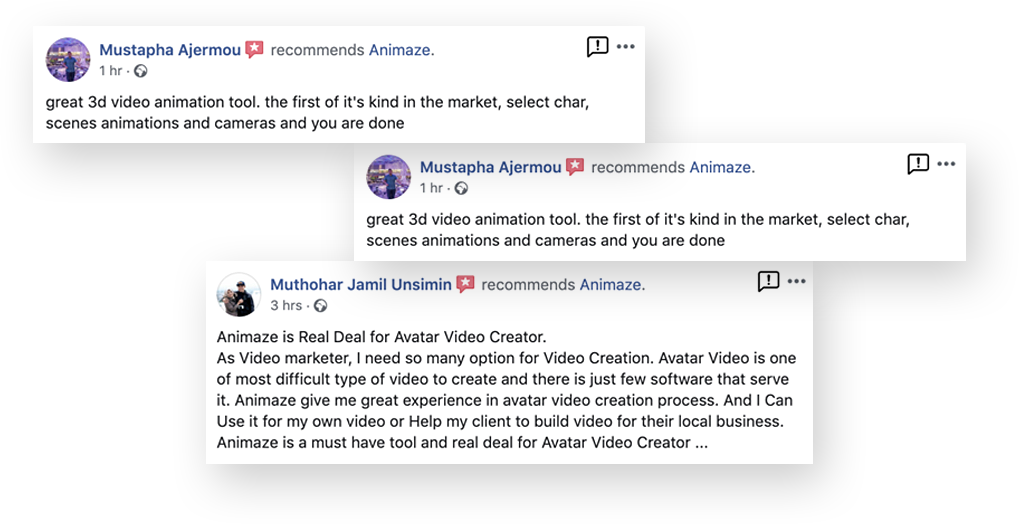 Mustapha Ajermou recommends Animaze.
1 hr ·
great 3d video animation tool. the first of it's kind in the market, select char,
scenes animations and cameras and you are done
Mustapha Ajermou recommends Animaze.
1 hr ·
great 3d video animation tool. the first of it's kind in the market, select char,
scenes animations and cameras and you are done
Muthohar Jamil Unsimin recommends Animaze.
3 hrs ·
Animaze is Real Deal for Avatar Video Creator.
As Video marketer, I need so many option for Video Creation. Avatar Video is one
of most difficult type of video to create and there is just few software that serve
it. Animaze give me great experience in avatar video creation process. And I Can
Use it for my own video or Help my client to build video for their local business.
Animaze is a must have tool and real deal for Avatar Video Creator ...